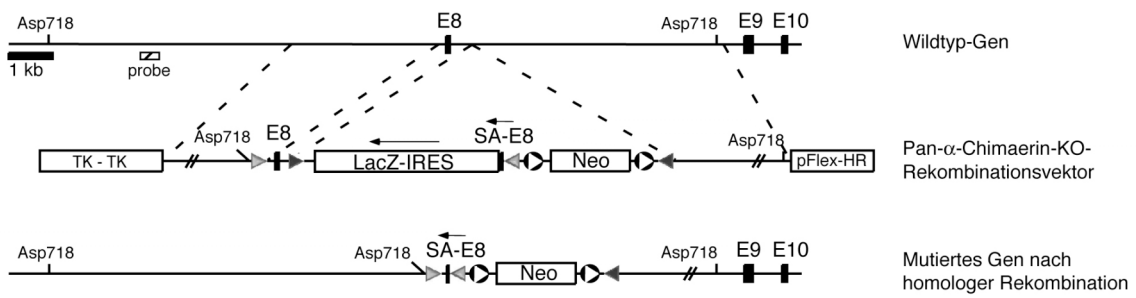 Asp718 E8 Asp718 E9 E10
Wildtyp-Gen
1 kb probe
Asp718 E8 SA-E8 Asp718
TK - TK LacZ-IRES Neo pFlex-HR
Pan-α-Chimaerin-KO-
Rekombinationsvektor
Asp718 Asp718 SA-E8 Asp718 E9 E10
Neo
Mutiertes Gen nach
homologer Rekombination